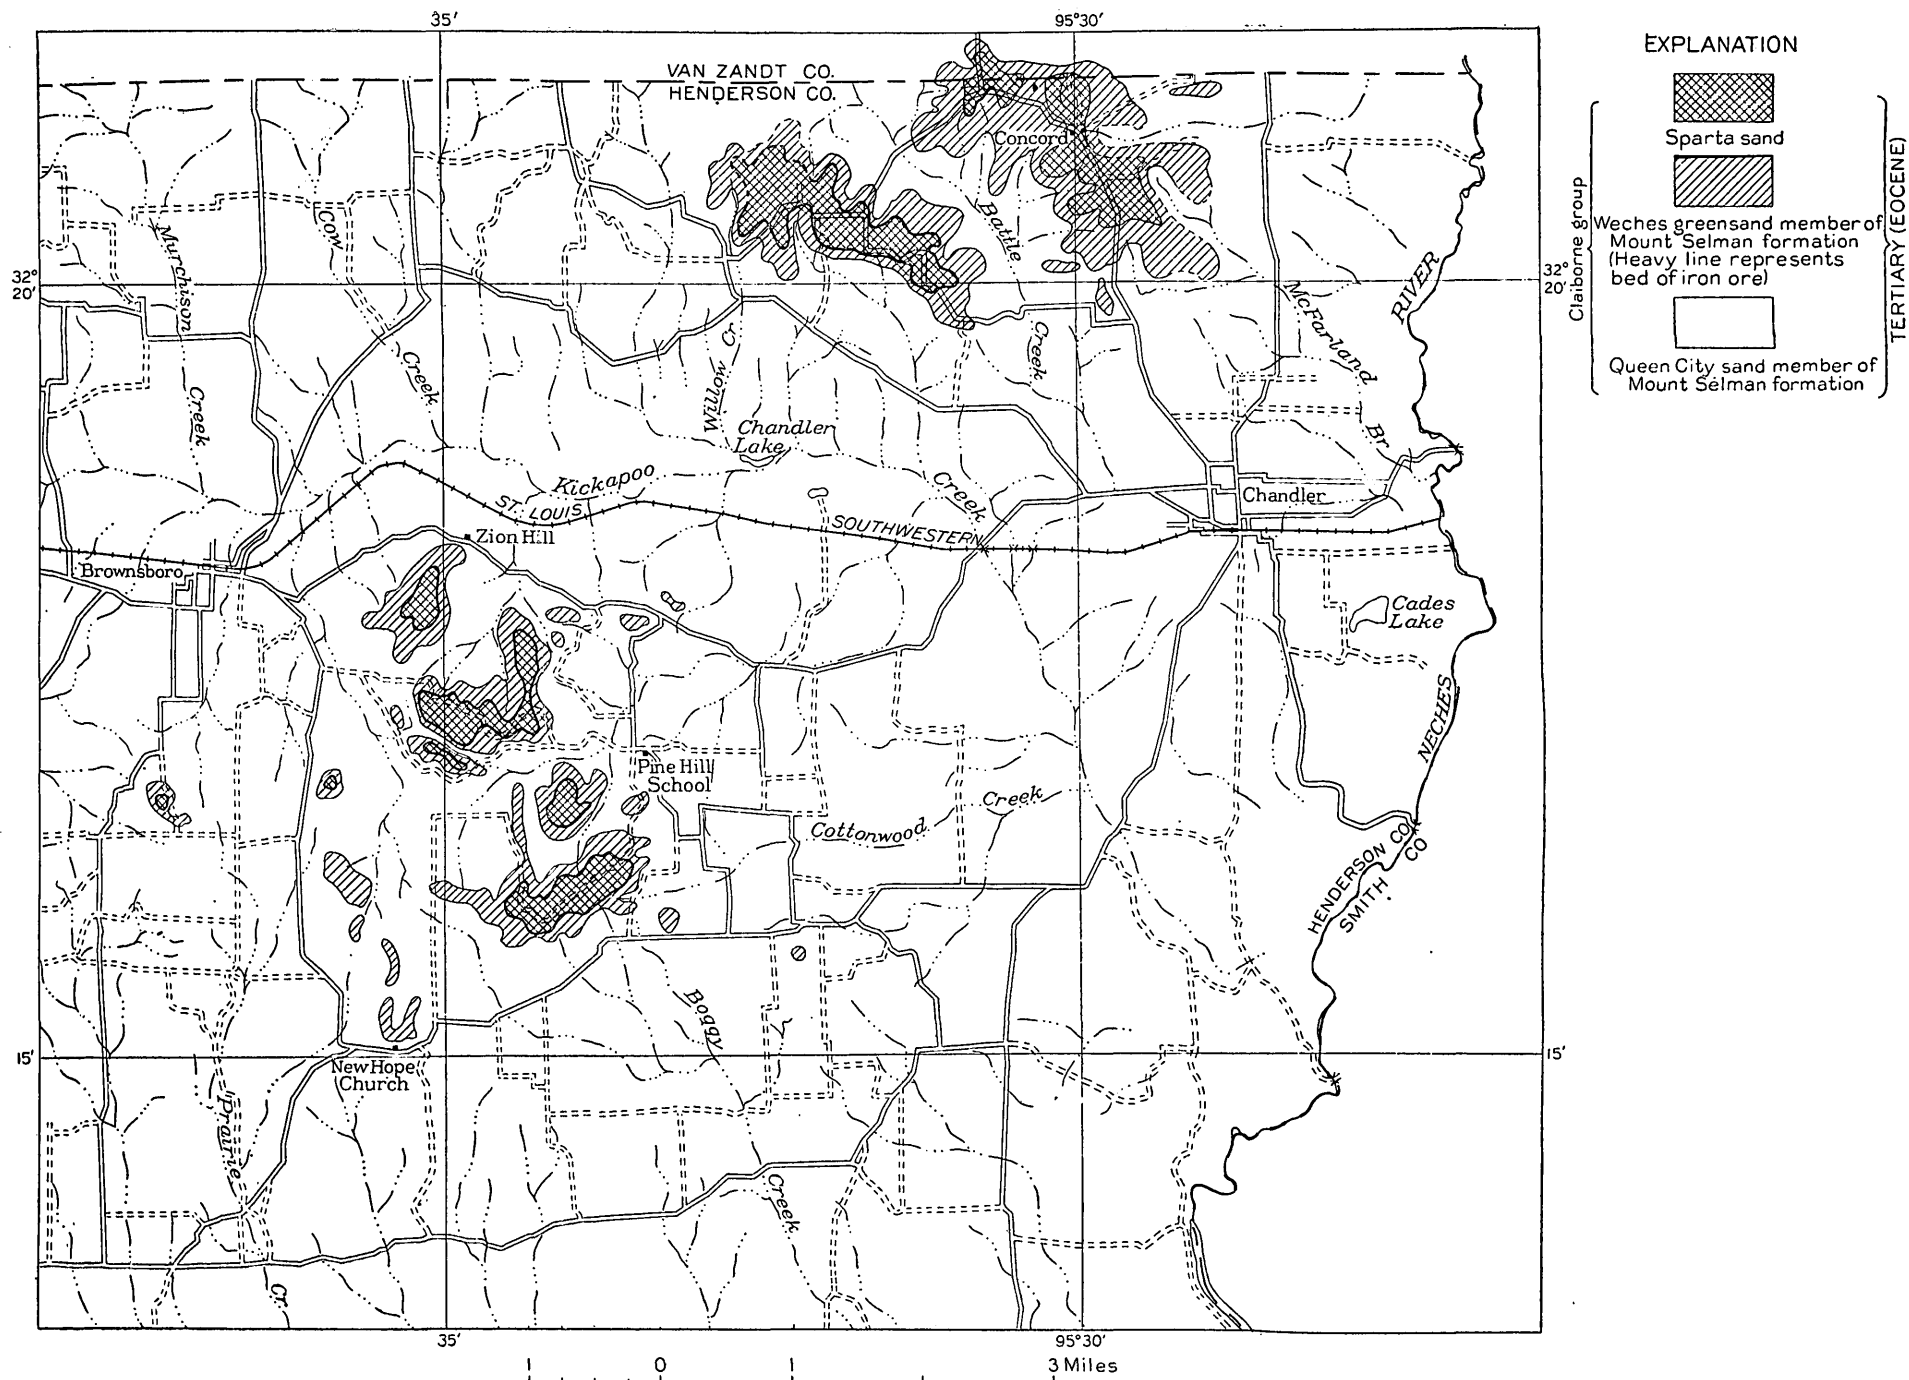 35′
95°30′
EXPLANATION
VAN ZANDT CO.
HENDERSON CO.
Concord
Sparta sand
Weches greensand member of
Mount Selman formation
(Heavy line represents
bed of iron ore)
Queen City sand member of
Mount Selman formation
Claiborne group
TERTIARY (EOCENE)
Murchison
Creek
Cow
Creek
Battle
Creek
32°
20′
32°
20′
RIVER
McFarland
Br.
Willow Cr.
Chandler
Lake
Kickapoo
Creek
ST. LOUIS
SOUTHWESTERN
Chandler
Zion Hill
Brownsboro
Cades
Lake
NECHES
Pine Hill
School
Cottonwood
Creek
HENDERSON CO.
SMITH CO
Boggy
Creek
15′
15′
New Hope
Church
Prairie
Cr.
35′
95°30′
1 0 1 3 Miles